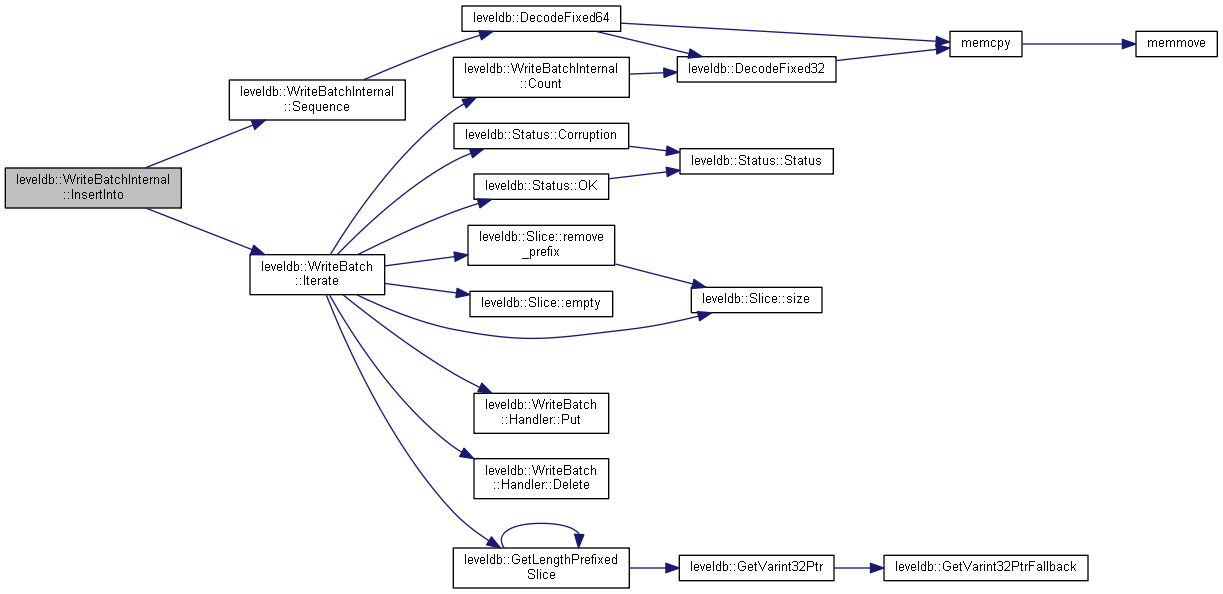 leveldb::DecodeFixed64
memcpy
memmove
leveldb::WriteBatchInternal
::Count
leveldb::DecodeFixed32
leveldb::WriteBatchInternal
::Sequence
leveldb::Status::Corruption
leveldb::Status::Status
leveldb::WriteBatchInternal
::InsertInto
leveldb::Status::OK
leveldb::Slice::remove
_prefix
leveldb::WriteBatch
::Iterate
leveldb::Slice::empty
leveldb::Slice::size
leveldb::WriteBatch
::Handler::Put
leveldb::WriteBatch
::Handler::Delete
leveldb::GetLengthPrefixed
Slice
leveldb::GetVarint32Ptr
leveldb::GetVarint32PtrFallback